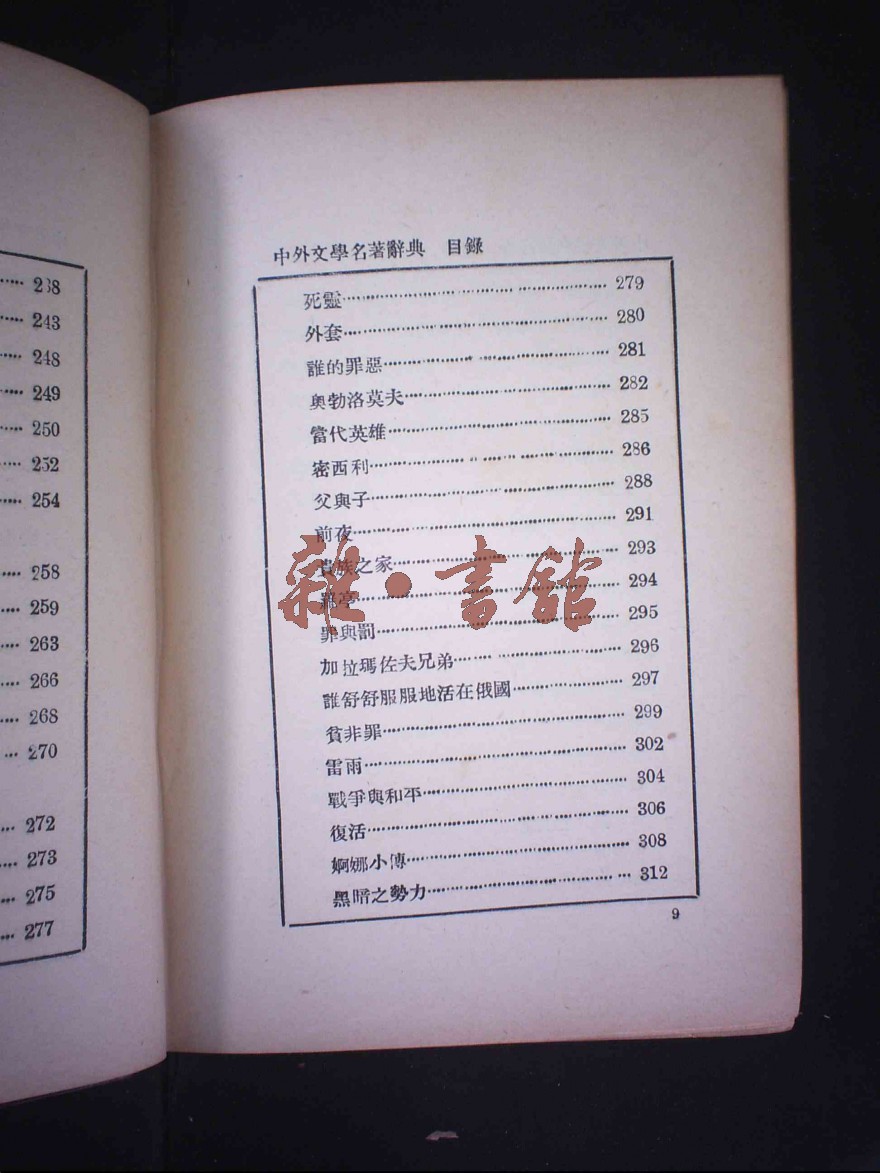 238
243
248
249
250
252
254
258
259
263
266
268
270
272
273
275
277
中外文學名著辭典 目錄
死靈 279
外套 280
誰的罪惡 281
奧勃洛莫夫 282
當代英雄 285
密西利 286
父與子 288
前夜 291
貴族之家 293
亭 294
罪與罰 295
加拉瑪佐夫兄弟 296
誰舒舒服服地活在俄國 297
貧非罪 299
雷雨 302
戰爭與和平 304
復活 306
婀娜小傳 308
黑暗之勢力 312
9
雜·書館